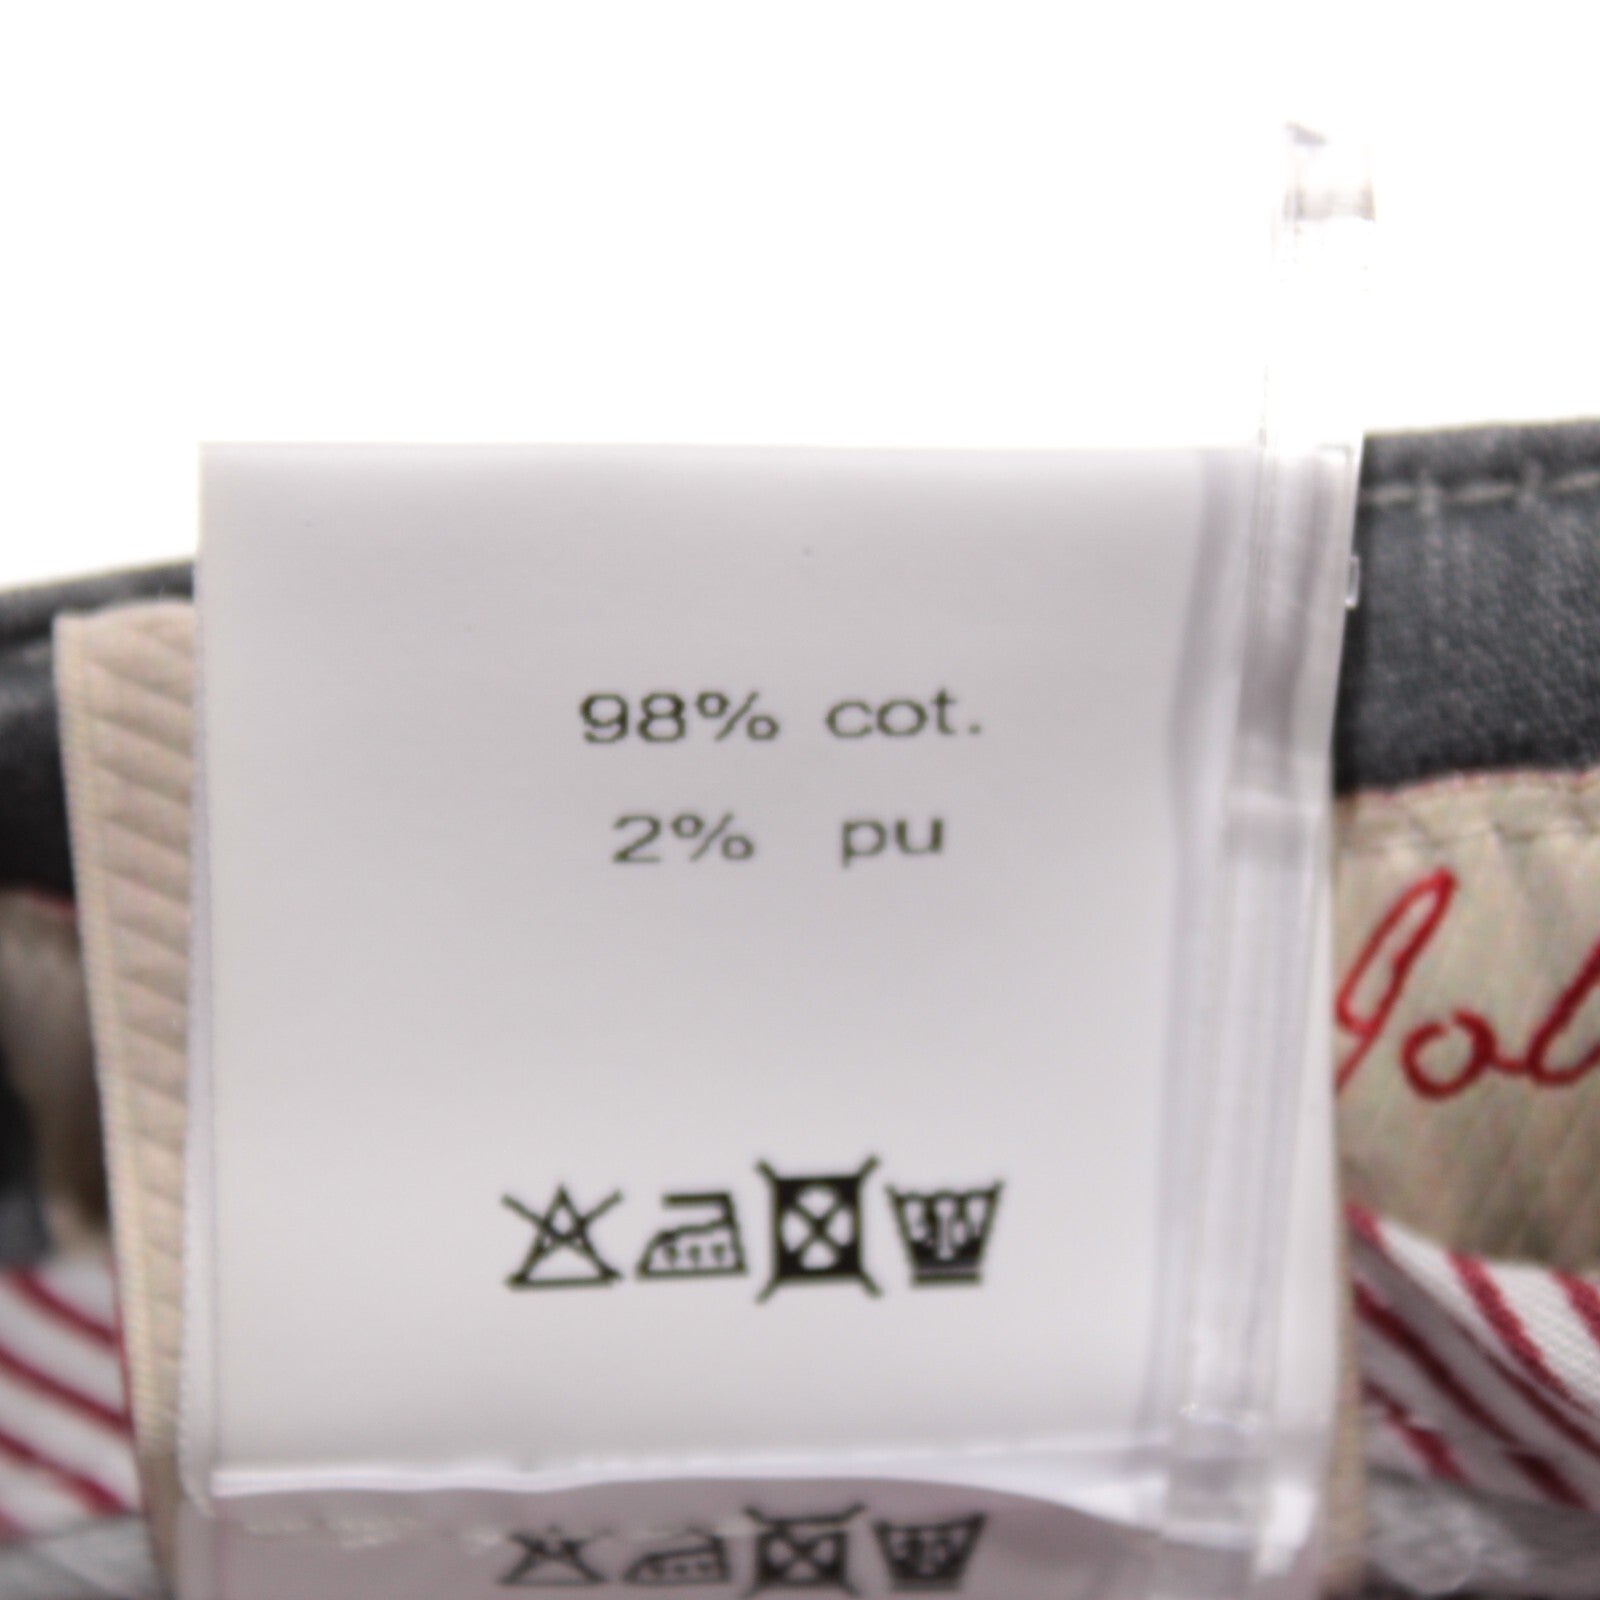 98% cot.
2% pu